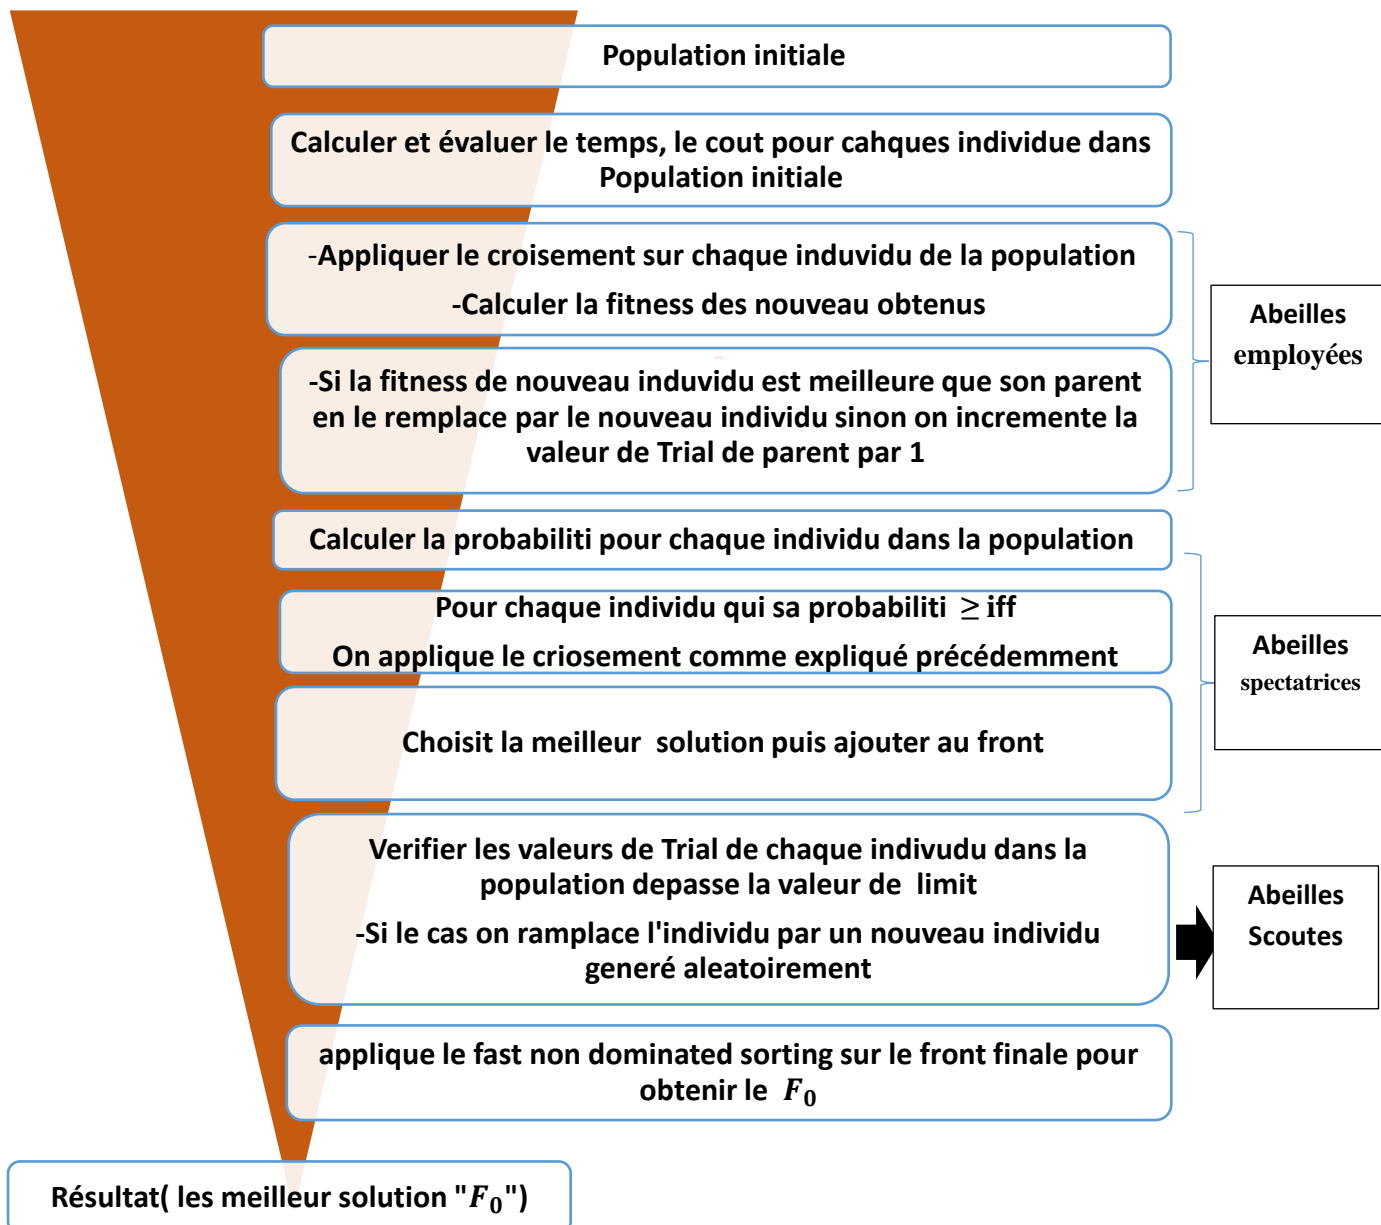 Population initiale
Calculer et évaluer le temps, le cout pour cahques individue dans
Population initiale
-Appliquer le croisement sur chaque induvidu de la population
-Calculer la fitness des nouveau obtenus
Abeilles
employées
-Si la fitness de nouveau induvidu est meilleure que son parent
en le remplace par le nouveau individu sinon on incremente la
valeur de Trial de parent par 1
Calculer la probabiliti pour chaque individu dans la population
Pour chaque individu qui sa probabiliti ≥ iff
On applique le criosement comme expliqué précédemment
Abeilles
spectatrices
Choisit la meilleur solution puis ajouter au front
Verifier les valeurs de Trial de chaque indivudu dans la
population depasse la valeur de limit
-Si le cas on ramplace l'individu par un nouveau individu
generé aleatoirement
Abeilles
Scoutes
applique le fast non dominated sorting sur le front finale pour
obtenir le F₀
Résultat( les meilleur solution "F₀")